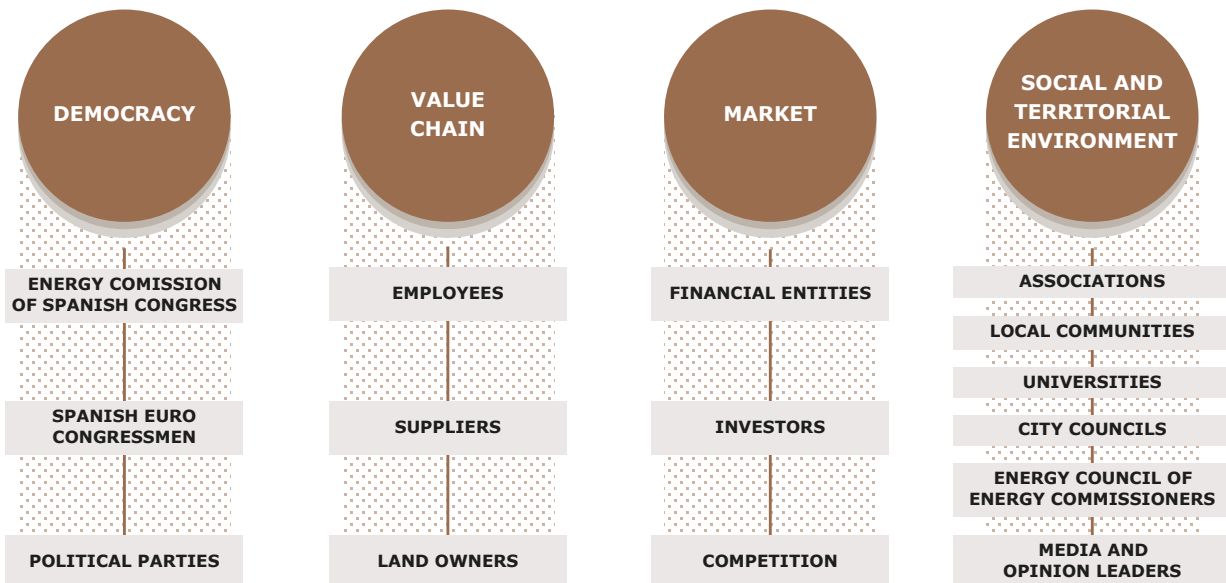 DEMOCRACY
ENERGY COMISSION
OF SPANISH CONGRESS
SPANISH EURO
CONGRESSMEN
POLITICAL PARTIES
VALUE
CHAIN
EMPLOYEES
SUPPLIERS
LAND OWNERS
MARKET
FINANCIAL ENTITIES
INVESTORS
COMPETITION
SOCIAL AND
TERRITORIAL
ENVIRONMENT
ASSOCIATIONS
LOCAL COMMUNITIES
UNIVERSITIES
CITY COUNCILS
ENERGY COUNCIL OF
ENERGY COMMISSIONERS
MEDIA AND
OPINION LEADERS